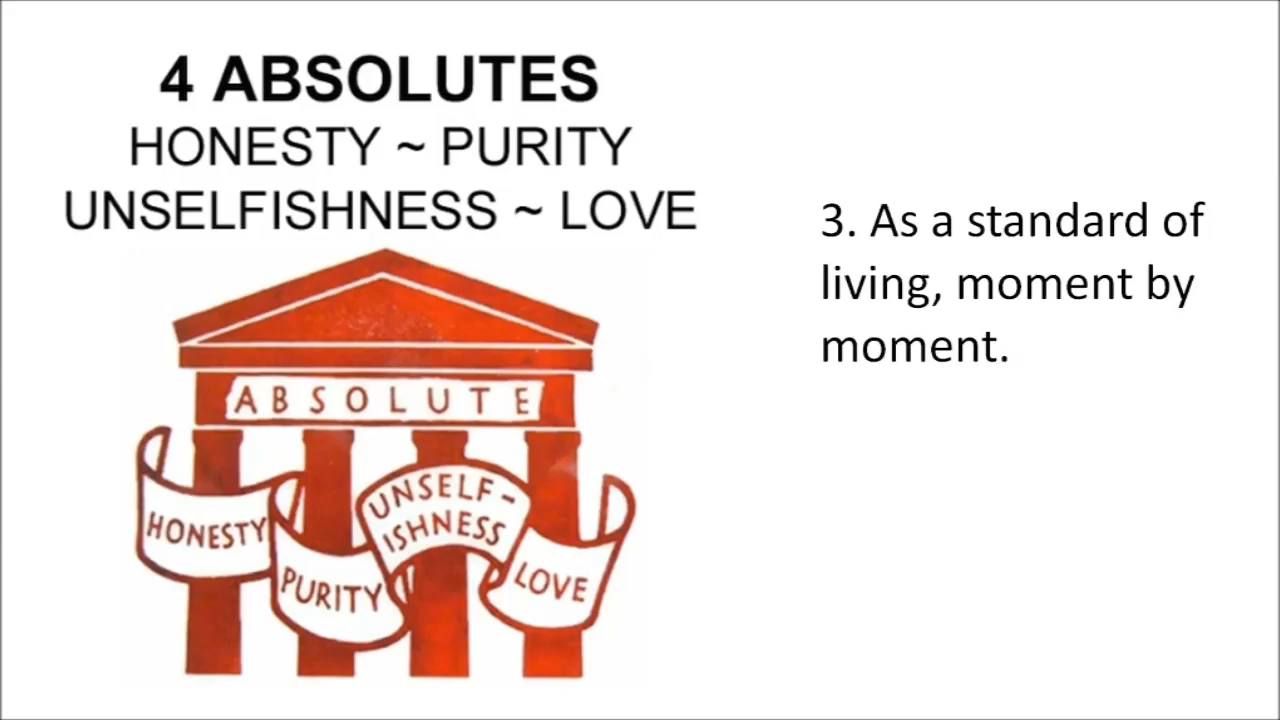 4 ABSOLUTES
HONESTY ~ PURITY
UNSELFISHNESS ~ LOVE
ABSOLUTE
HONESTY
PURITY
UNSELF-
ISHNESS
LOVE
3. As a standard of
living, moment by
moment.